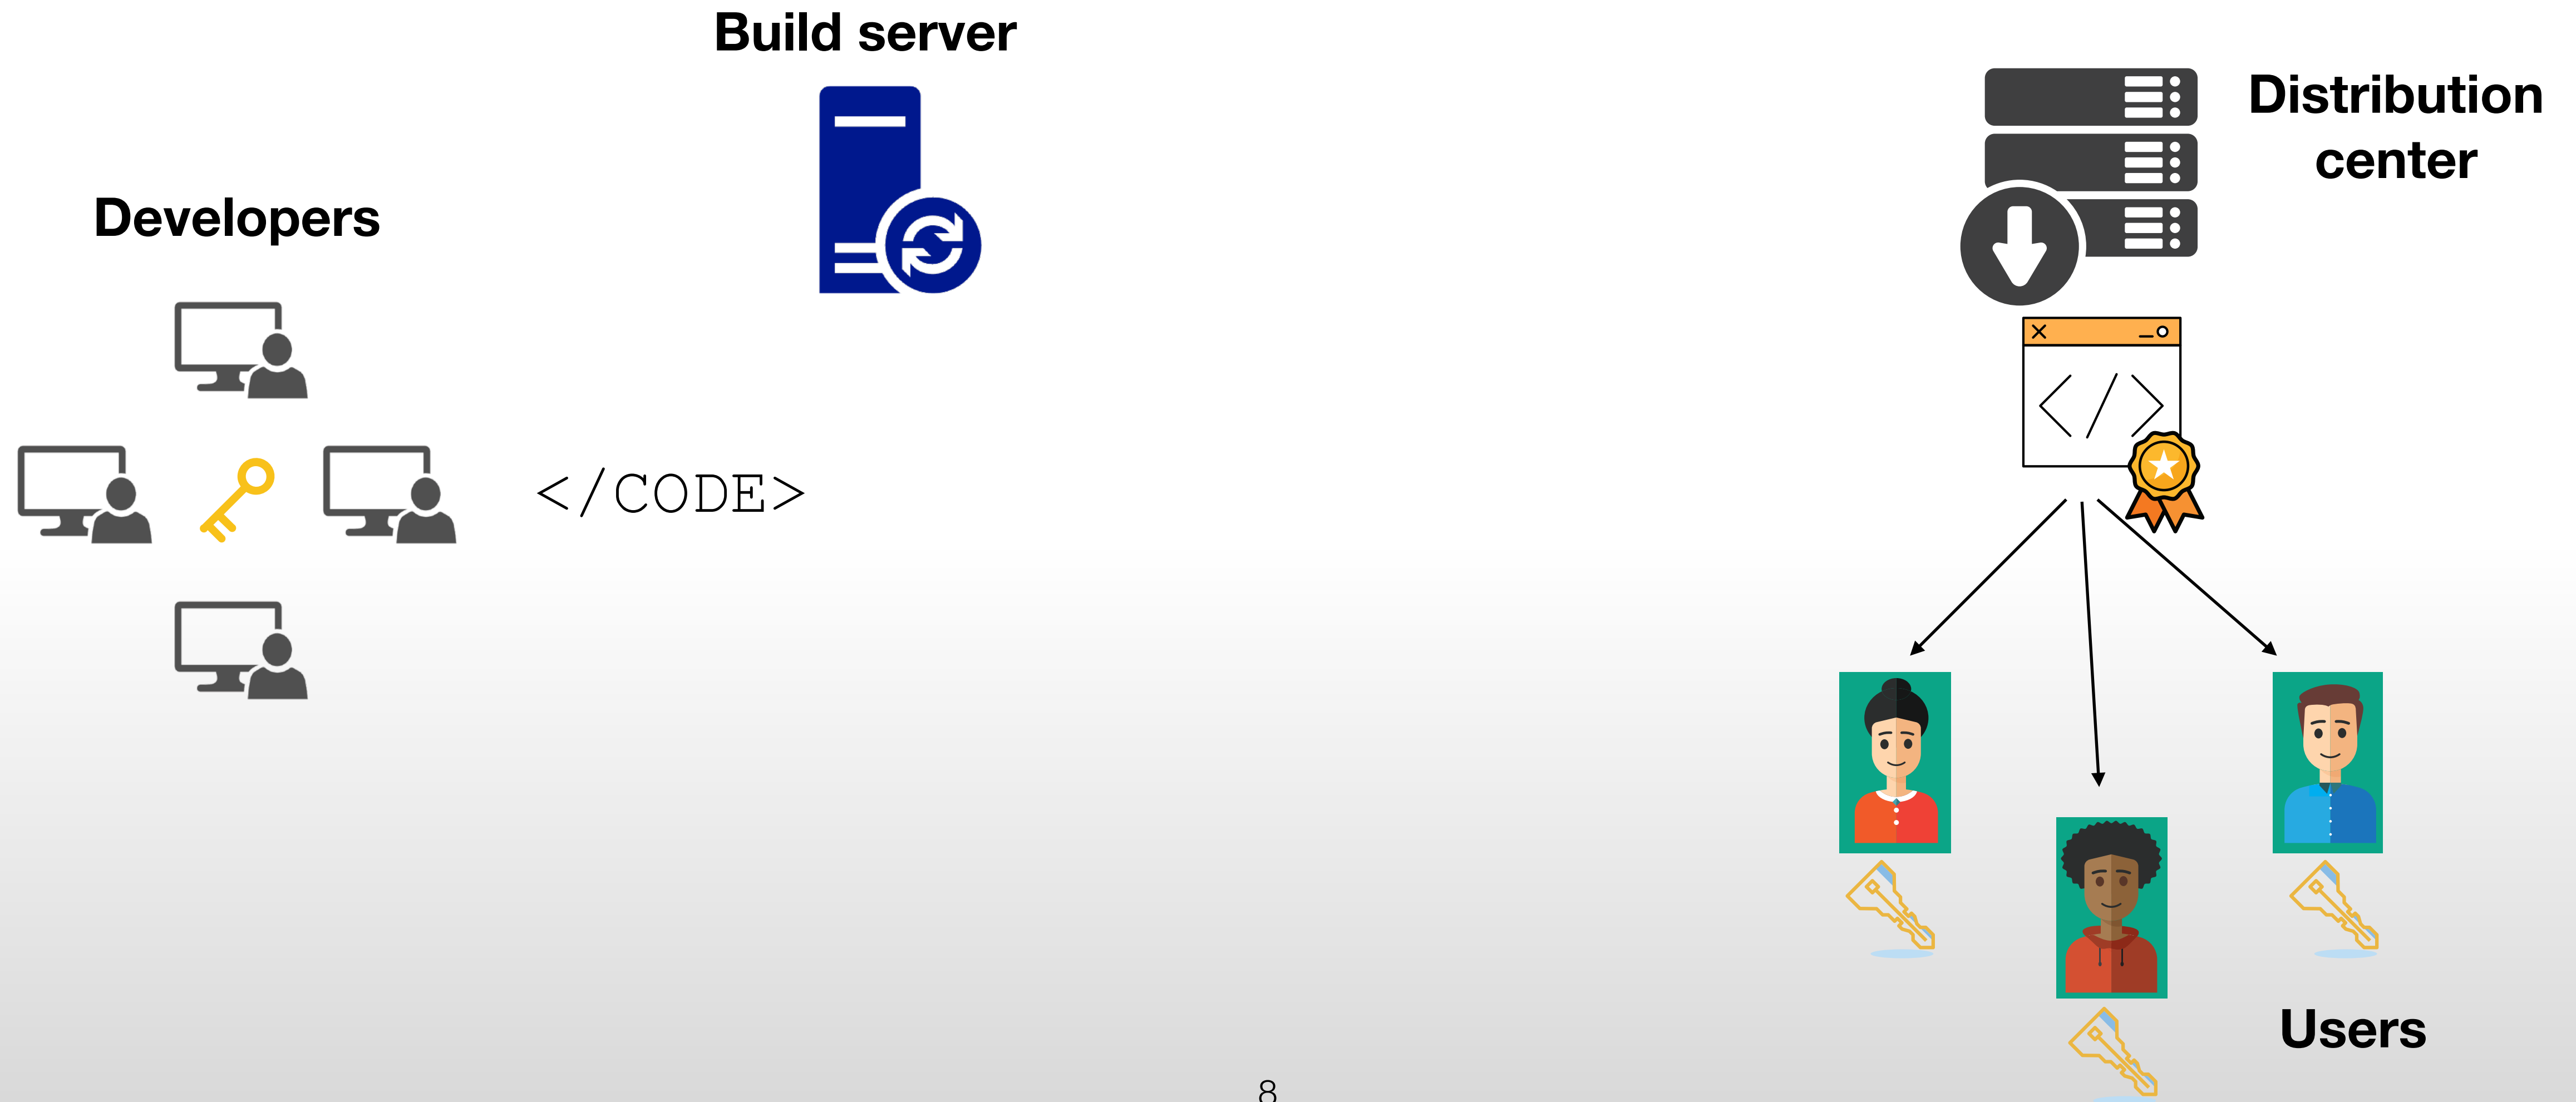 Build server
Distribution
center
Developers
</CODE>
</>
Users
8